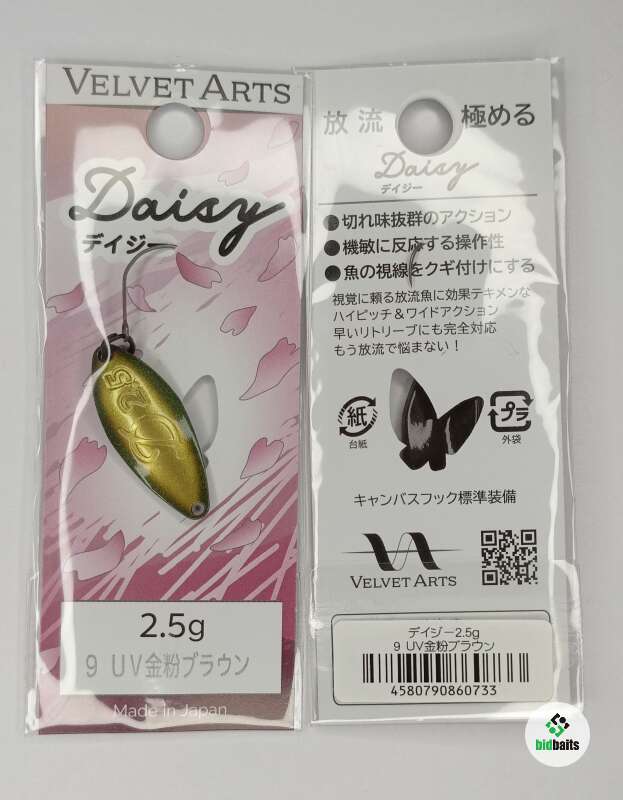 VELVET ARTS
Daisy
デイジー
2.5
2.5g
9 UV金粉ブラウン
Made in Japan
放流 極める
Daisy
デイジー
●切れ味抜群のアクション
●機敏に反応する操作性
●魚の視線をクギ付けにする
視覚に頼る放流魚に効果テキメンな
ハイピッチ＆ワイドアクション
早いリトリーブにも完全対応
もう放流で悩まない！
紙
台紙
プラ
外袋
キャンバスフック標準装備
VELVET ARTS
デイジー2.5g
9 UV金粉ブラウン
4580790860733
bidbaits